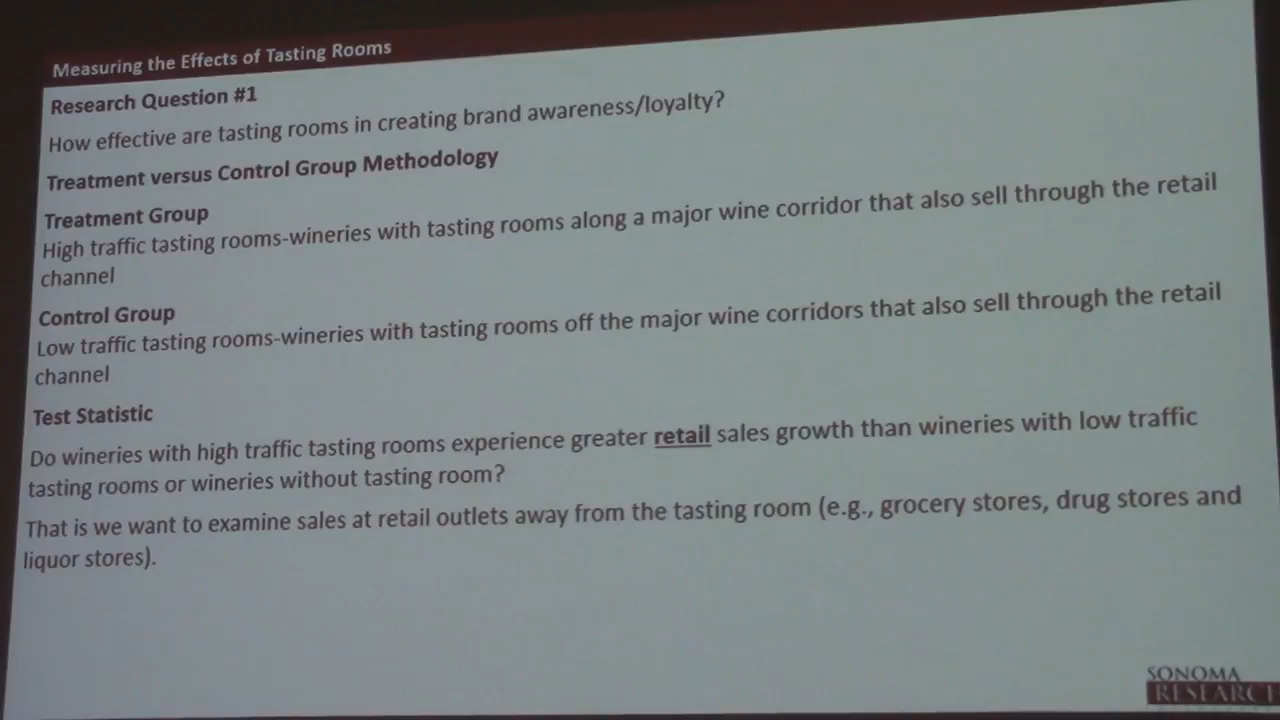 Measuring the Effects of Tasting Rooms
Research Question #1
How effective are tasting rooms in creating brand awareness/loyalty?
Treatment versus Control Group Methodology
Treatment Group
High traffic tasting rooms-wineries with tasting rooms along a major wine corridor that also sell through the retail
channel
Control Group
Low traffic tasting rooms-wineries with tasting rooms off the major wine corridors that also sell through the retail
channel
Test Statistic
Do wineries with high traffic tasting rooms experience greater retail sales growth than wineries with low traffic
tasting rooms or wineries without tasting room?
That is we want to examine sales at retail outlets away from the tasting room (e.g., grocery stores, drug stores and
liquor stores).
SONOMA
RESEARCH